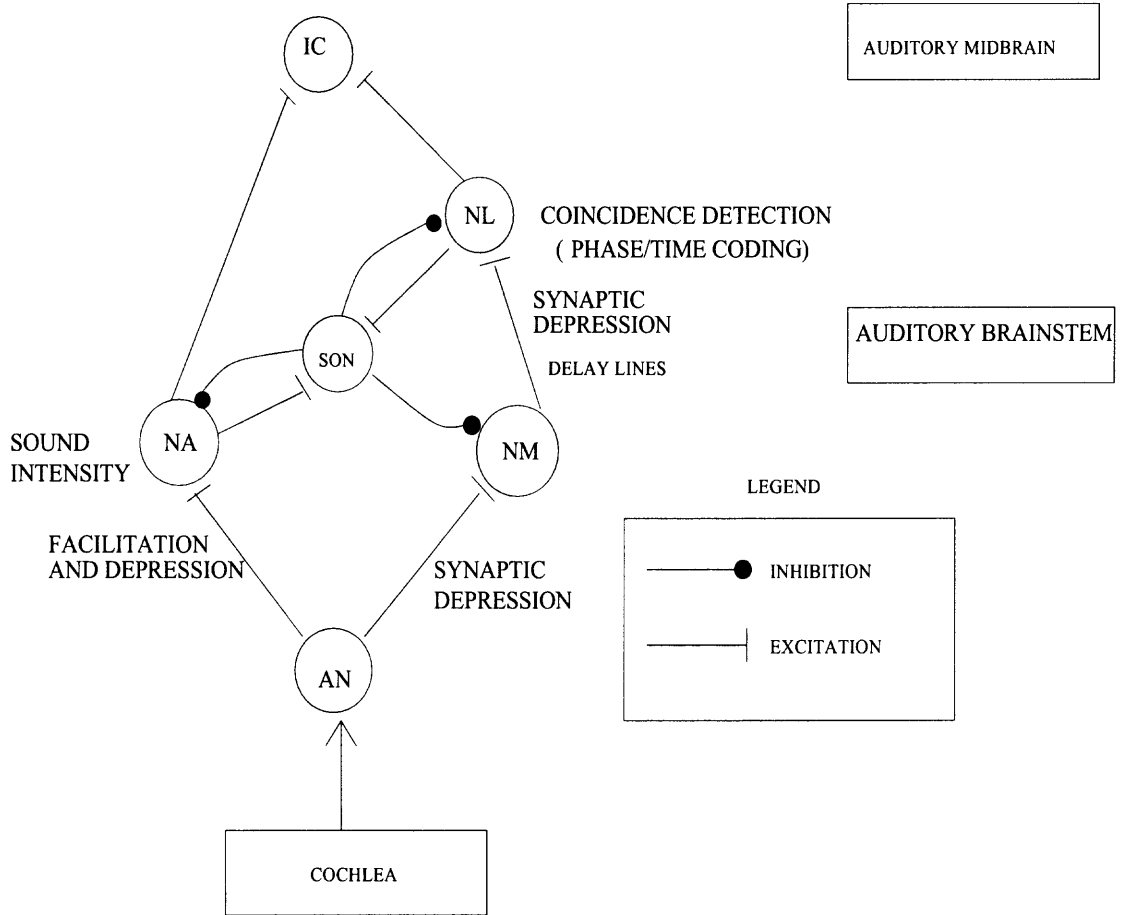 IC
AUDITORY MIDBRAIN
NL
COINCIDENCE DETECTION
( PHASE/TIME CODING)
SYNAPTIC
DEPRESSION
AUDITORY BRAINSTEM
SON
DELAY LINES
NA
SOUND
INTENSITY
NM
LEGEND
FACILITATION
AND DEPRESSION
SYNAPTIC
DEPRESSION
INHIBITION
EXCITATION
AN
COCHLEA